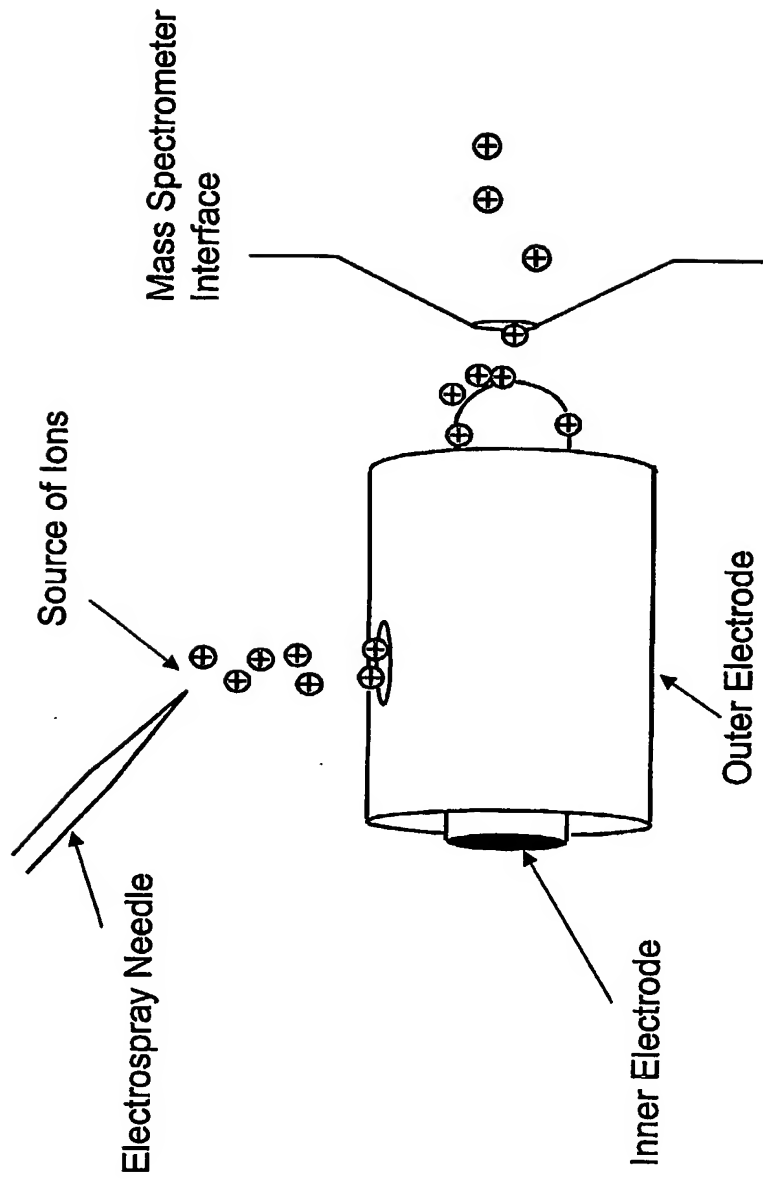 Electrospray Needle
Source of Ions
Mass Spectrometer
Interface
Inner Electrode
Outer Electrode